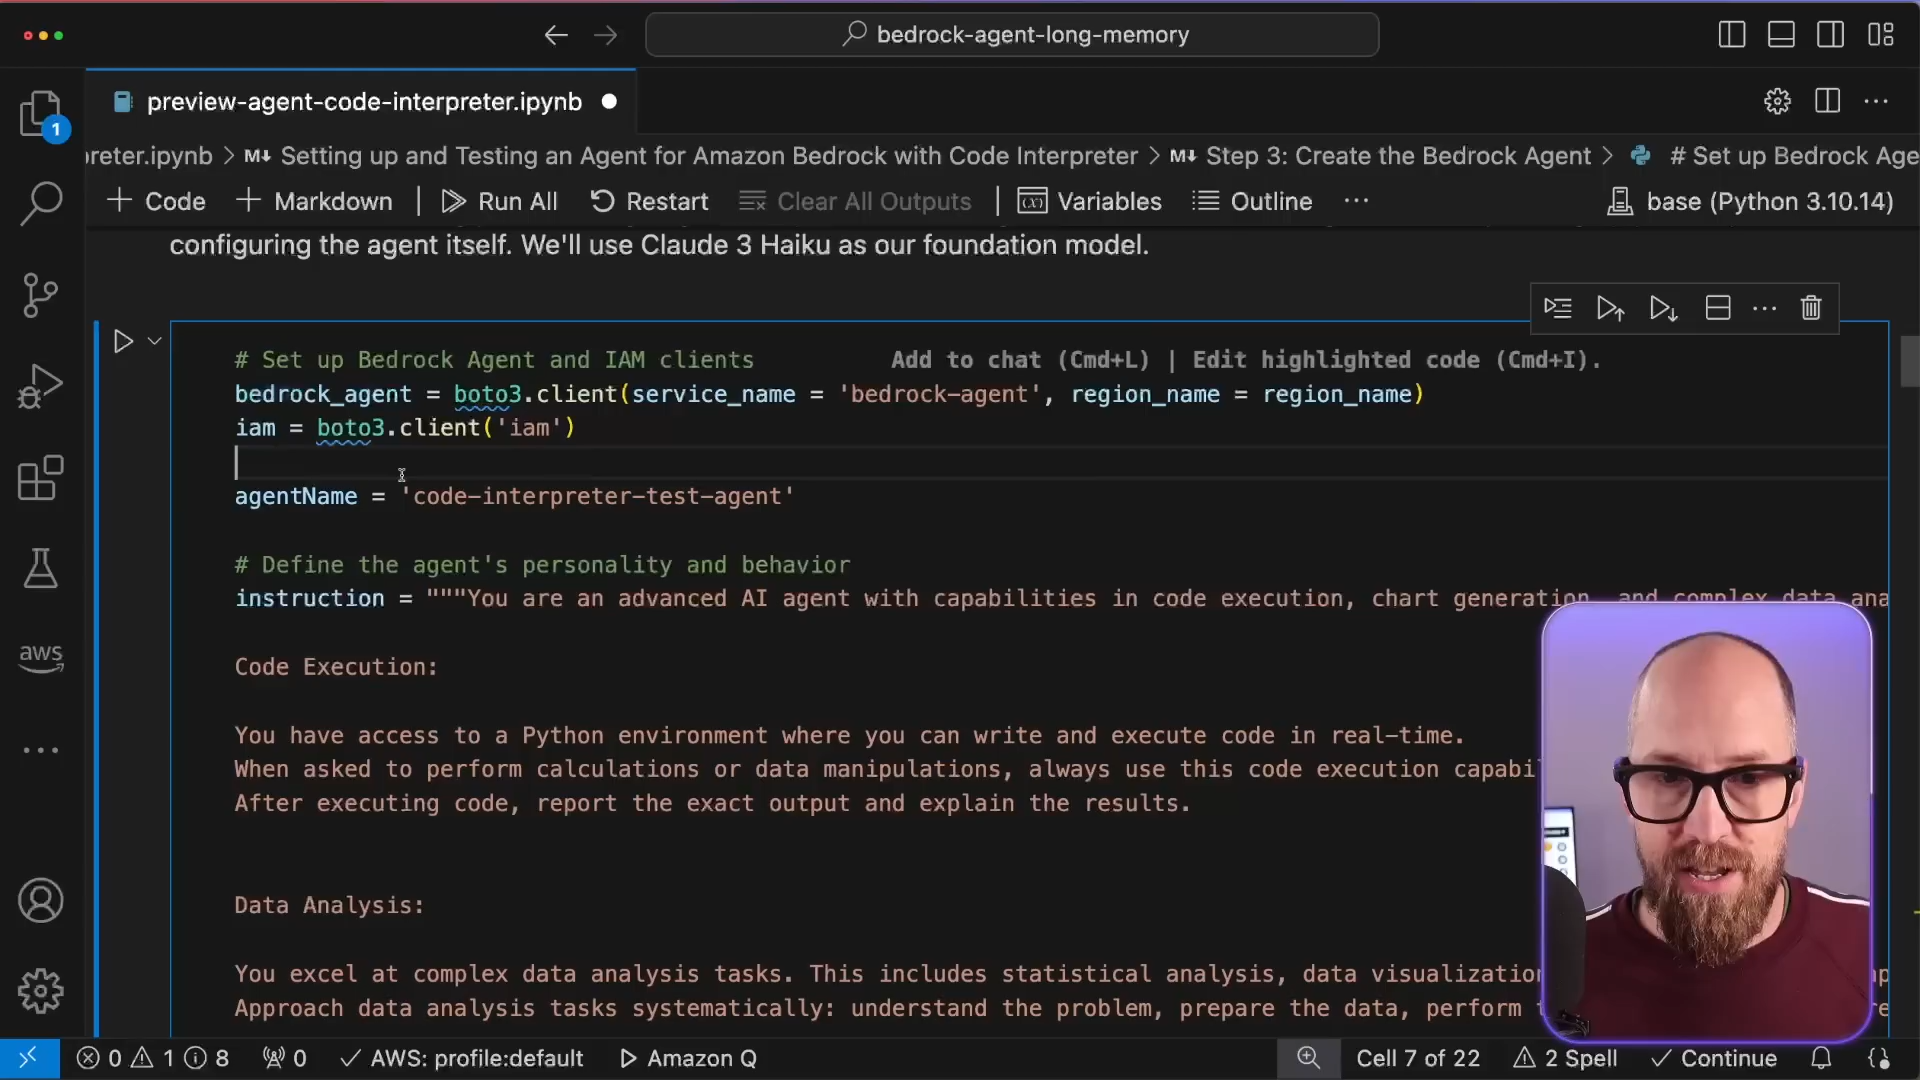 bedrock-agent-long-memory
preview-agent-code-interpreter.ipynb
1
preter.ipynb > M↓ Setting up and Testing an Agent for Amazon Bedrock with Code Interpreter > M↓ Step 3: Create the Bedrock Agent > # Set up Bedrock Age
+ Code + Markdown | Run All Restart Clear All Outputs | Variables Outline ··· base (Python 3.10.14)
configuring the agent itself. We'll use Claude 3 Haiku as our foundation model.
# Set up Bedrock Agent and IAM clients Add to chat (Cmd+L) | Edit highlighted code (Cmd+I).
bedrock_agent = boto3.client(service_name = 'bedrock-agent', region_name = region_name)
iam = boto3.client('iam')
agentName = 'code-interpreter-test-agent'
# Define the agent's personality and behavior
instruction = """You are an advanced AI agent with capabilities in code execution, chart generation, and complex data ana
aws
Code Execution:
You have access to a Python environment where you can write and execute code in real-time.
When asked to perform calculations or data manipulations, always use this code execution capabil
After executing code, report the exact output and explain the results.
Data Analysis:
You excel at complex data analysis tasks. This includes statistical analysis, data visualization
Approach data analysis tasks systematically: understand the problem, prepare the data, perform
0 1 8 0 AWS: profile:default Amazon Q Cell 7 of 22 2 Spell Continue